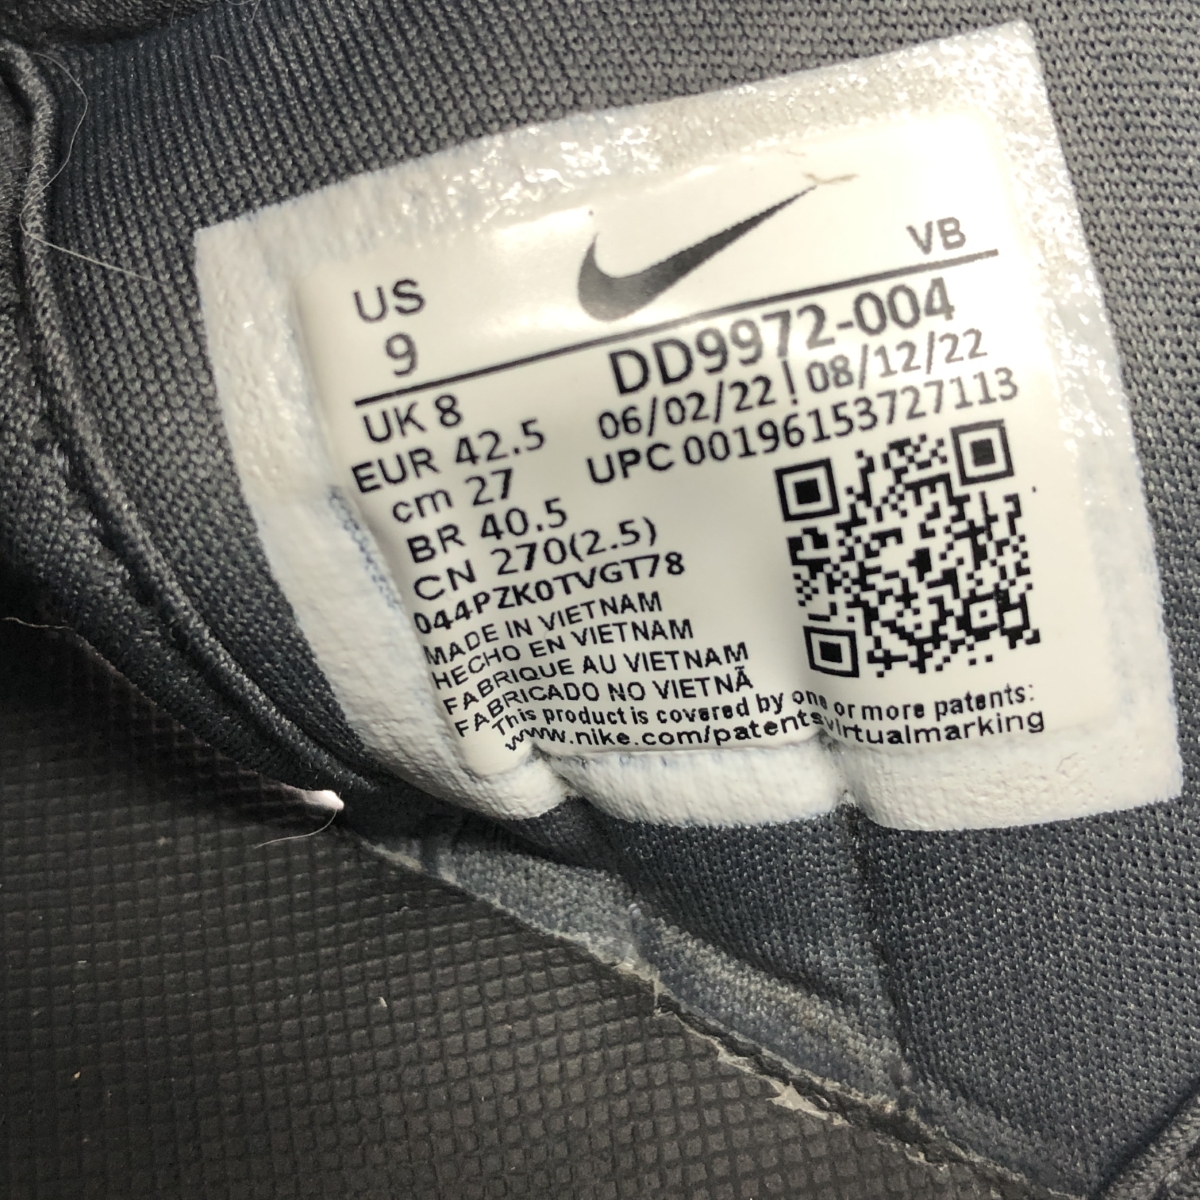 US
9
VB
UK 8
EUR 42.5
cm 27
BR 40.5
CN 270(2.5)
DD9972-004
06/02/22 | 08/12/22
UPC 00196153727113
044PZK0TVGT78
MADE IN VIETNAM
HECHO EN VIETNAM
FABRIQUE AU VIETNAM
FABRICADO NO VIETNÃ
This product is covered by one or more patents:
www.nike.com/patentsvirtualmarking